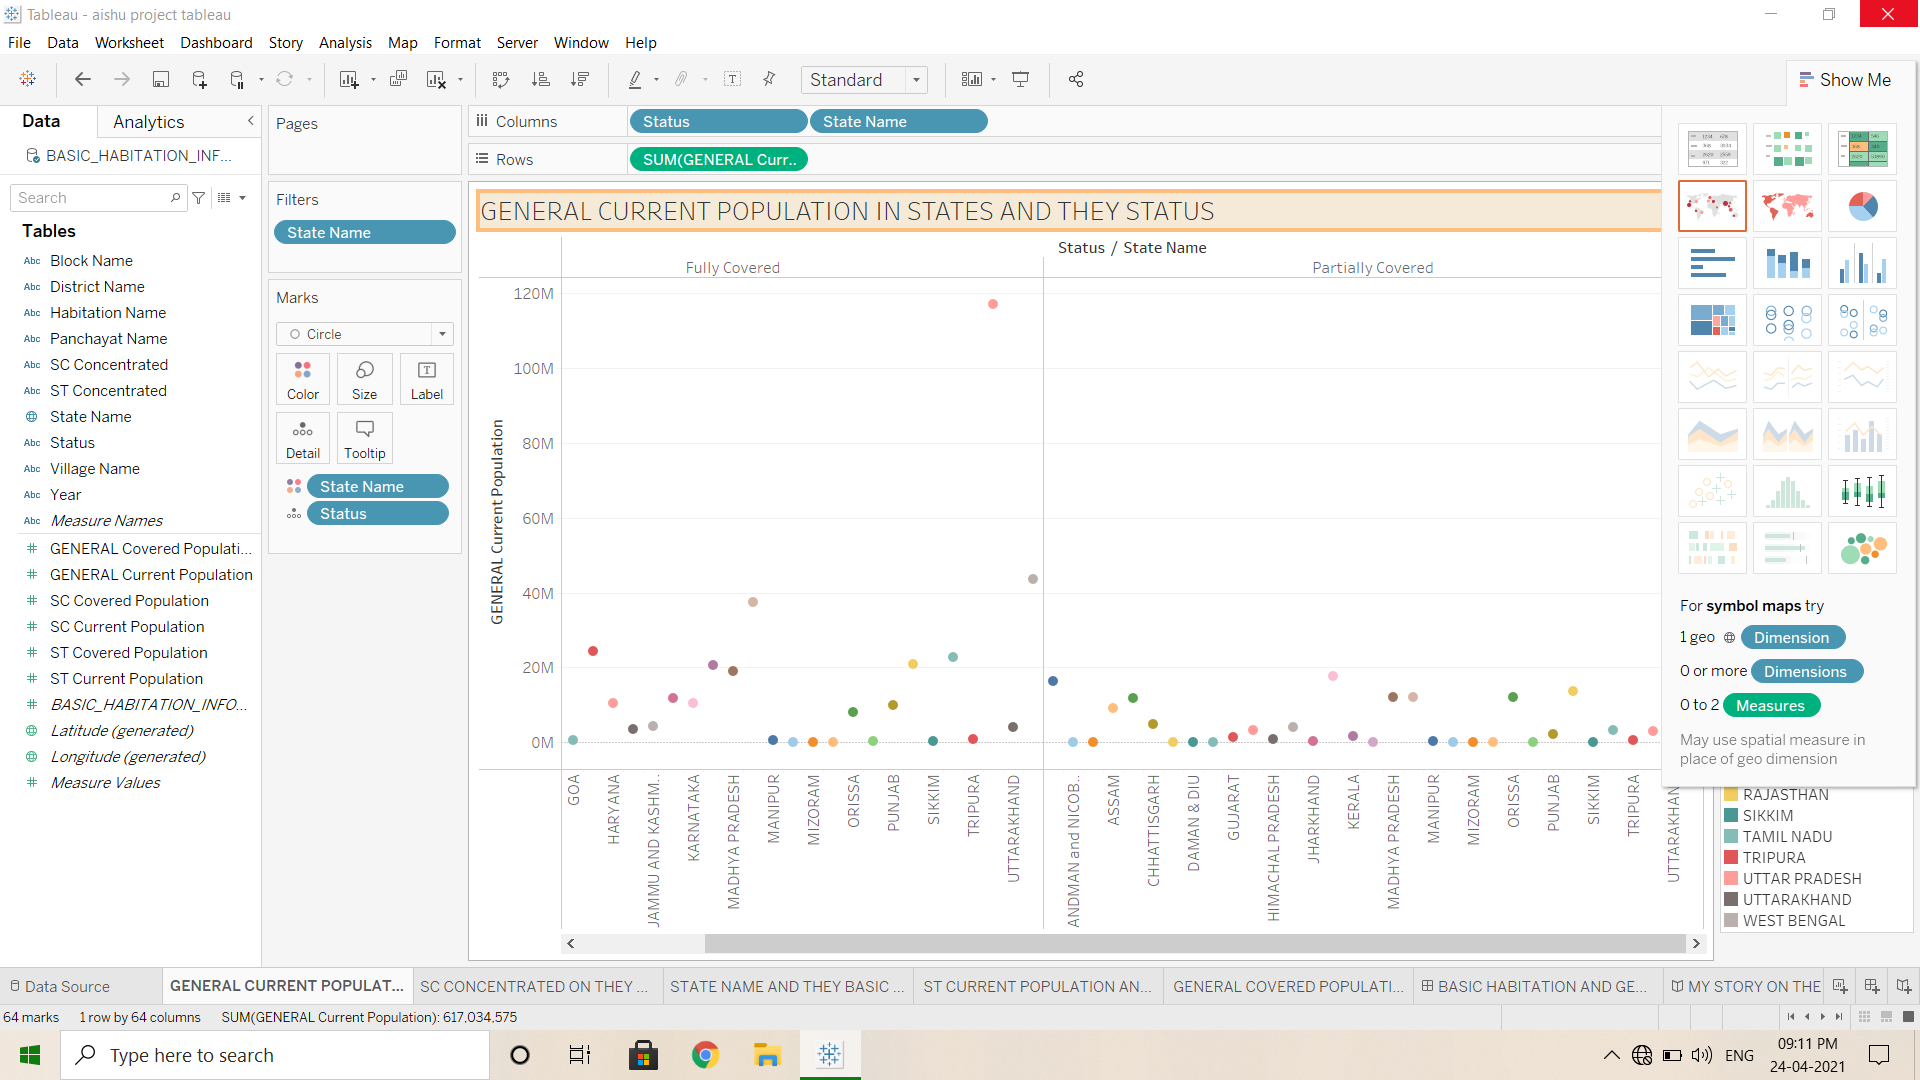 Tableau - aishu project tableau
File Data Worksheet Dashboard Story Analysis Map Format Server Window Help
Standard
Show Me
Data Analytics
BASIC_HABITATION_INF...
Search
Tables
Abc Block Name
Abc District Name
Abc Habitation Name
Abc Panchayat Name
Abc SC Concentrated
Abc ST Concentrated
State Name
Abc Status
Abc Village Name
Abc Year
Abc Measure Names
GENERAL Covered Populati...
GENERAL Current Population
SC Covered Population
SC Current Population
ST Covered Population
ST Current Population
BASIC_HABITATION_INFO...
Latitude (generated)
Longitude (generated)
Measure Values
Pages
Filters
State Name
Marks
Circle
Color Size Label
Detail Tooltip
State Name
Status
Columns Status State Name
Rows SUM(GENERAL Curr..
GENERAL CURRENT POPULATION IN STATES AND THEY STATUS
Status / State Name
Fully Covered Partially Covered
GENERAL Current Population
120M
100M
80M
60M
40M
20M
0M
GOA
HARYANA
JAMMU AND KASHM..
KARNATAKA
MADHYA PRADESH
MANIPUR
MIZORAM
ORISSA
PUNJAB
SIKKIM
TRIPURA
UTTARAKHAND
ANDMAN and NICOB..
ASSAM
CHHATTISGARH
DAMAN & DIU
GUJARAT
HIMACHAL PRADESH
JHARKHAND
KERALA
MADHYA PRADESH
MANIPUR
MIZORAM
ORISSA
PUNJAB
SIKKIM
TRIPURA
UTTARAKHAN
For symbol maps try
1 geo Dimension
0 or more Dimensions
0 to 2 Measures
May use spatial measure in
place of geo dimension
RAJASTHAN
SIKKIM
TAMIL NADU
TRIPURA
UTTAR PRADESH
UTTARAKHAND
WEST BENGAL
Data Source GENERAL CURRENT POPULAT... SC CONCENTRATED ON THEY ... STATE NAME AND THEY BASIC ... ST CURRENT POPULATION AN... GENERAL COVERED POPULATI... BASIC HABITATION AND GE... MY STORY ON THE
64 marks 1 row by 64 columns SUM(GENERAL Current Population): 617,034,575
Type here to search
ENG
09:11 PM
24-04-2021